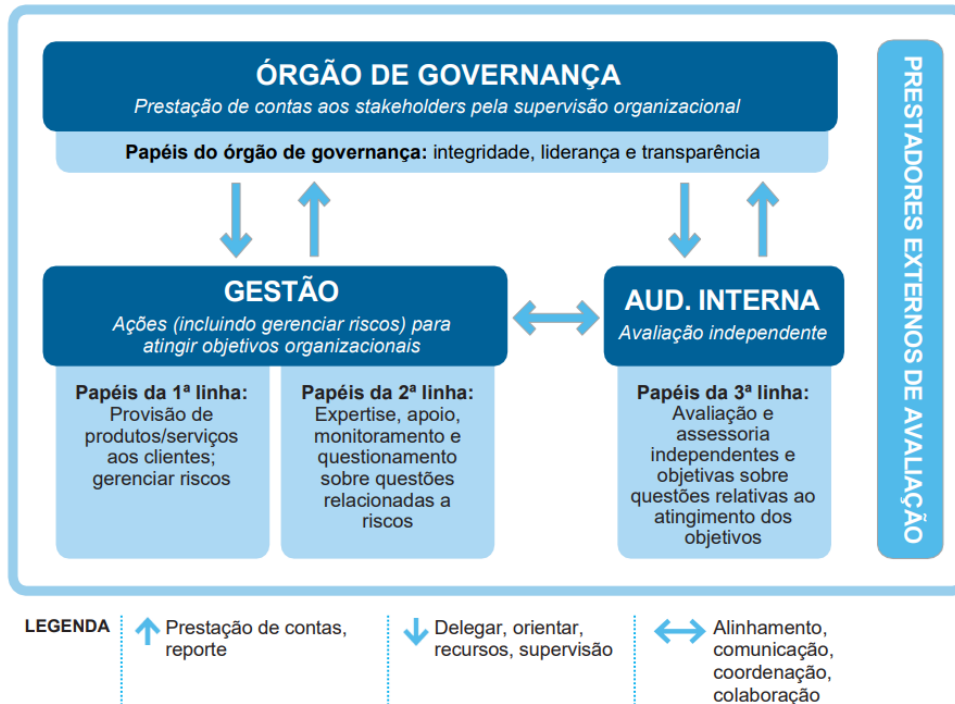 ÓRGÃO DE GOVERNANÇA
Prestação de contas aos stakeholders pela supervisão organizacional
Papéis do órgão de governança: integridade, liderança e transparência
GESTÃO
Ações (incluindo gerenciar riscos) para
atingir objetivos organizacionais
Papéis da 1ª linha:
Provisão de
produtos/serviços
aos clientes;
gerenciar riscos
Papéis da 2ª linha:
Expertise, apoio,
monitoramento e
questionamento
sobre questões
relacionadas a
riscos
AUD. INTERNA
Avaliação independente
Papéis da 3ª linha:
Avaliação e
assessoria
independentes e
objetivas sobre
questões relativas ao
atingimento dos
objetivos
PRESTADORES EXTERNOS DE AVALIAÇÃO
LEGENDA
Prestação de contas,
reporte
Delegar, orientar,
recursos, supervisão
Alinhamento,
comunicação,
coordenação,
colaboração